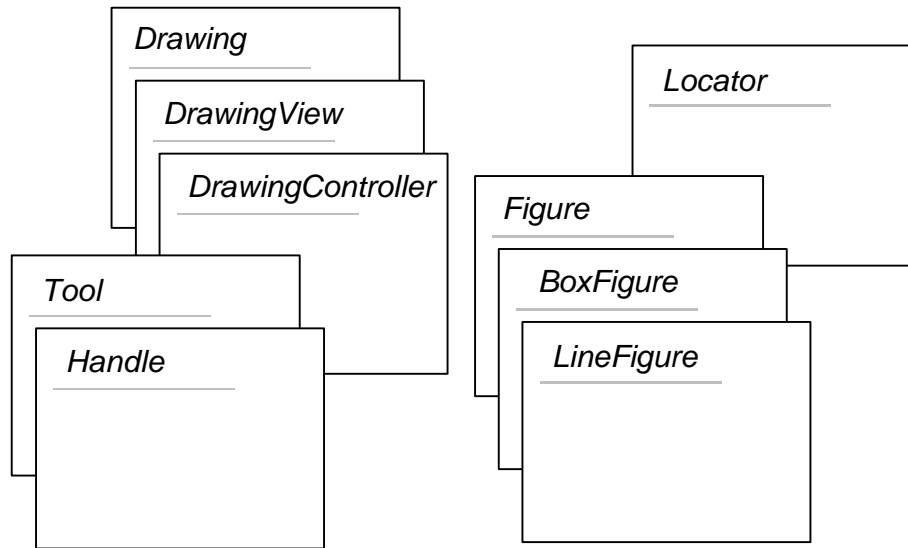 Drawing
DrawingView
DrawingController
Tool
Handle
Locator
Figure
BoxFigure
LineFigure